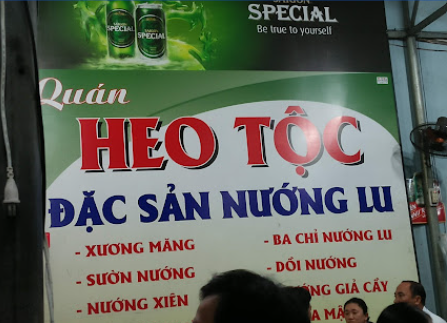 SPECIAL
SPECIAL
SAIGON
SPECIAL
Be true to yourself
Quán
HEO TỘC
ĐẶC SẢN NƯỚNG LU
- XƯƠNG MĂNG
- SƯỜN NƯỚNG
- NƯỚNG XIÊN
- BA CHỈ NƯỚNG LU
- DỒI NƯỚNG
GIẢ CẦY